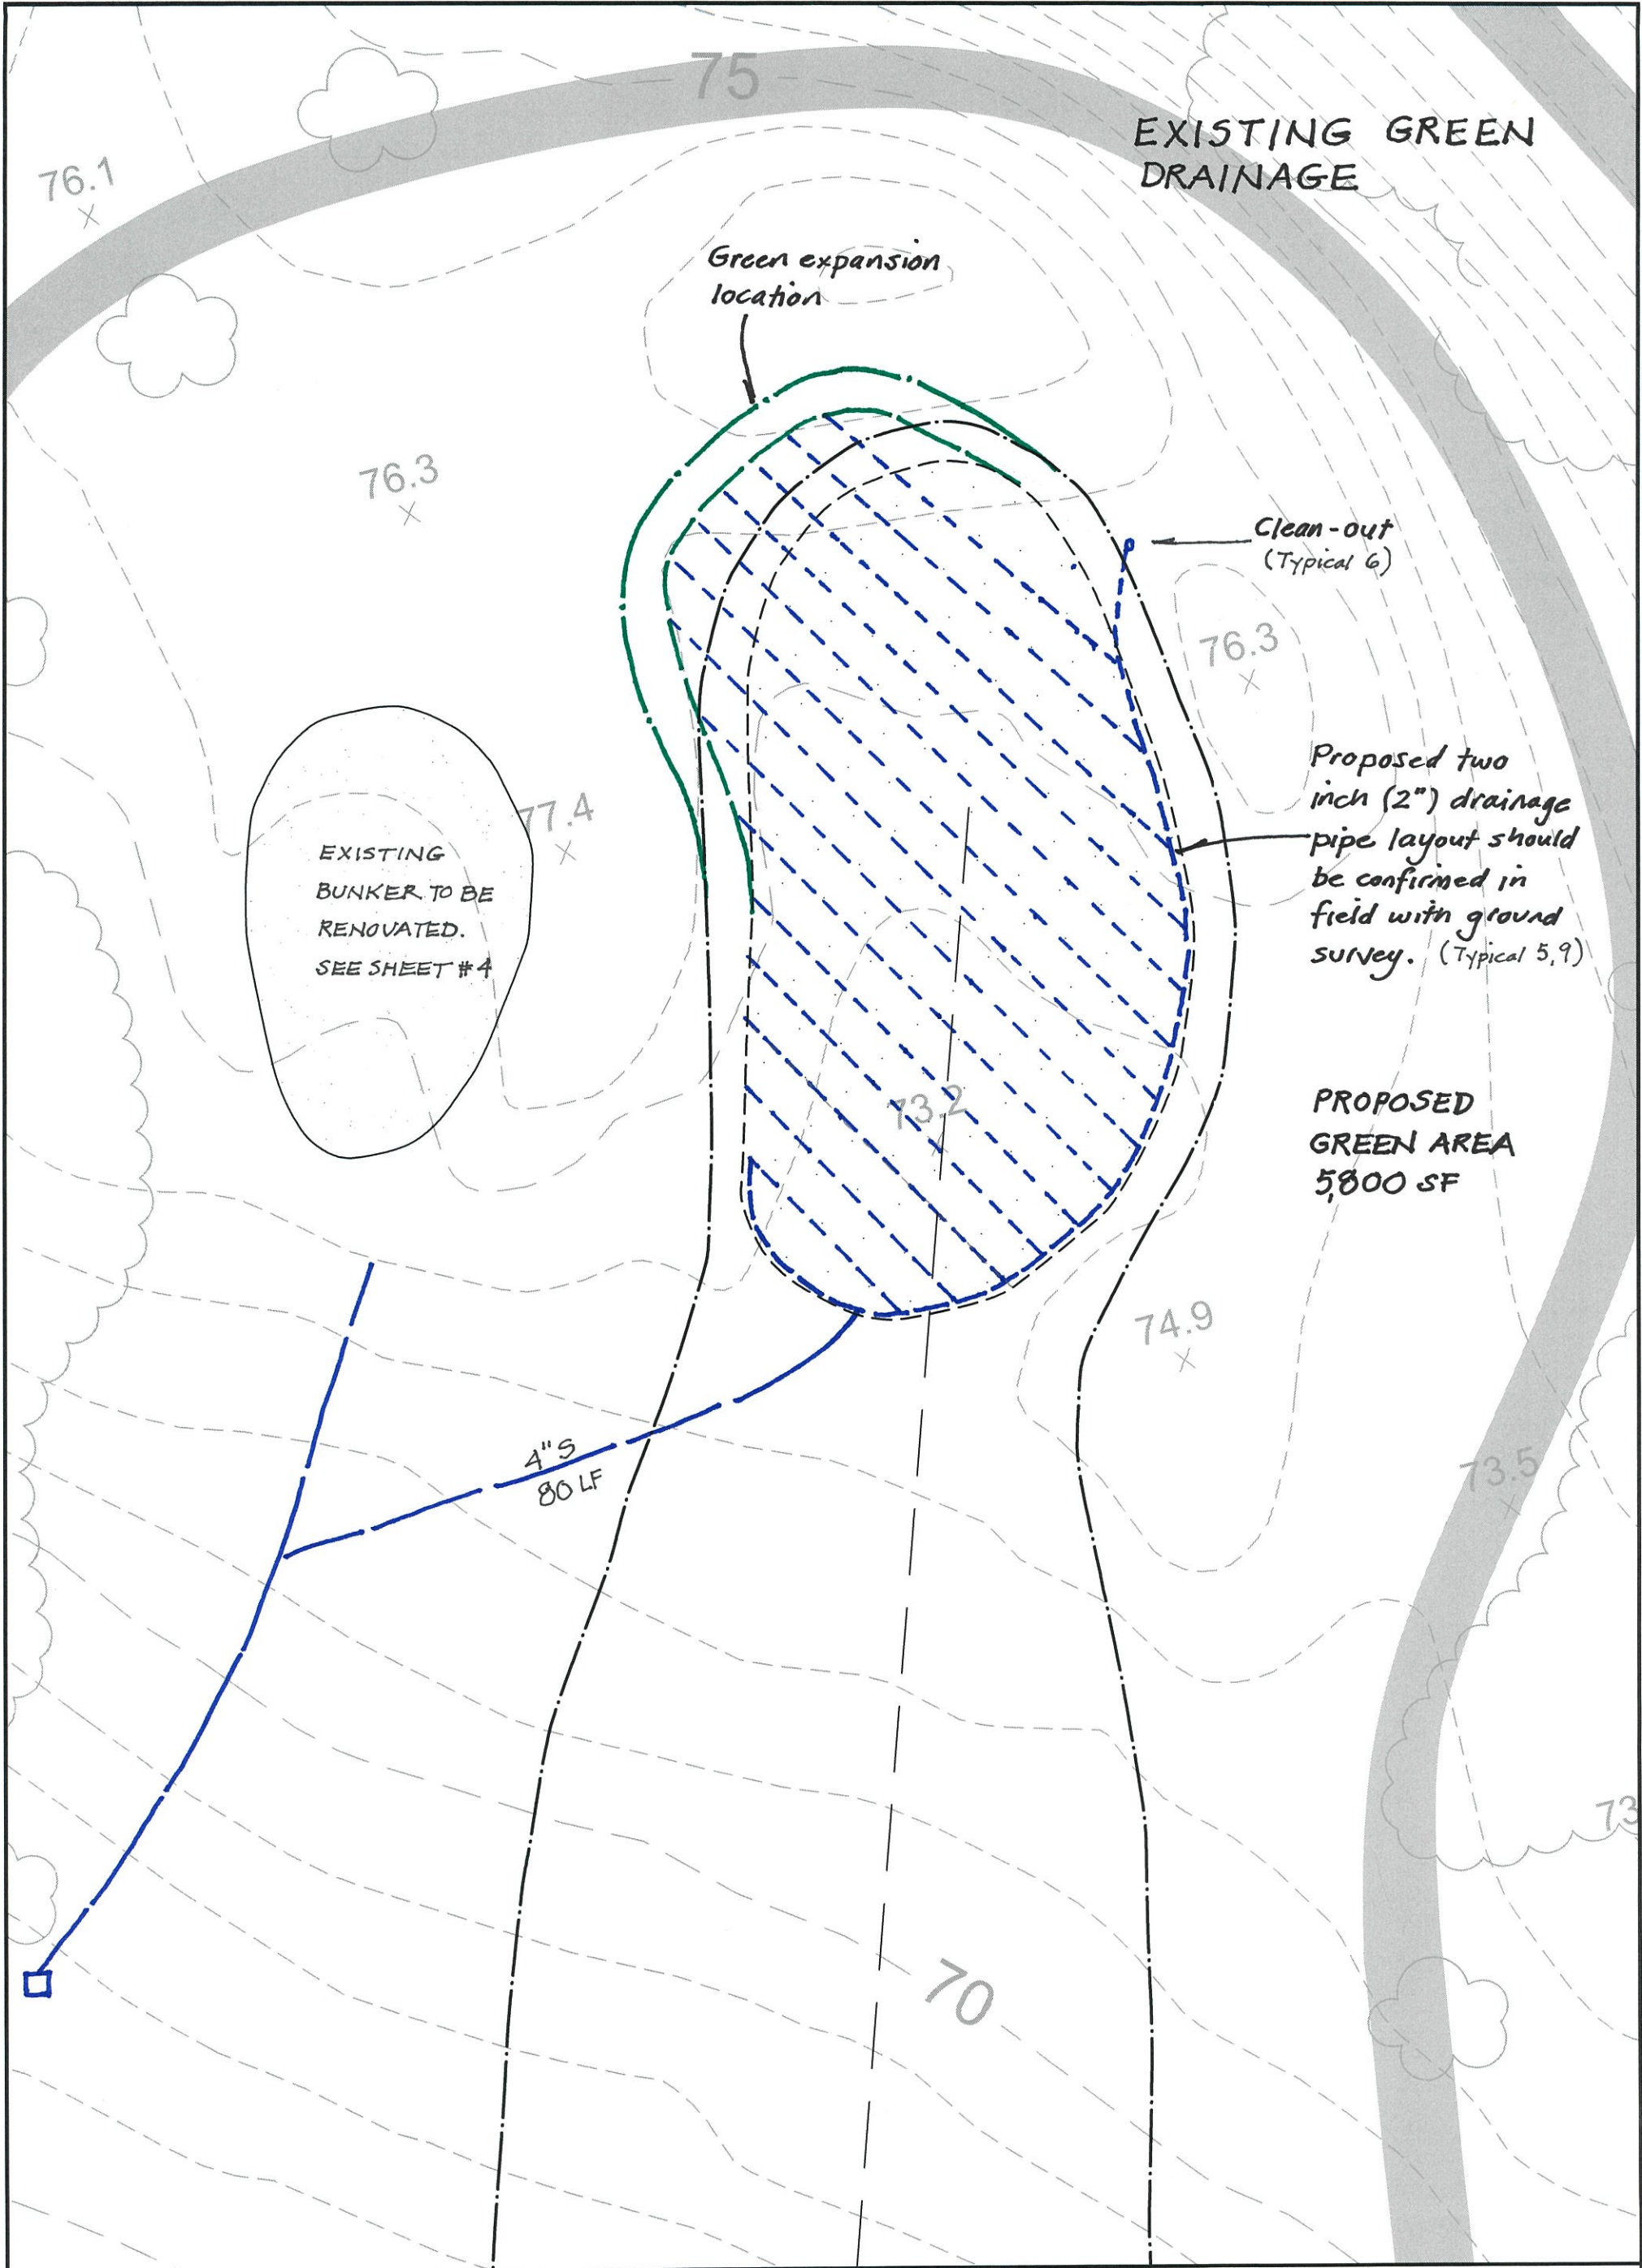 75
EXISTING GREEN
DRAINAGE
76.1
Green expansion
location
76.3
Clean-out
(Typical 6)
76.3
Proposed two
inch (2") drainage
pipe layout should
be confirmed in
field with ground
survey. (Typical 5,9)
77.4
EXISTING
BUNKER TO BE
RENOVATED.
SEE SHEET #4
73.2
PROPOSED
GREEN AREA
5,800 SF
74.9
4"S
80 LF
73.5
73
70